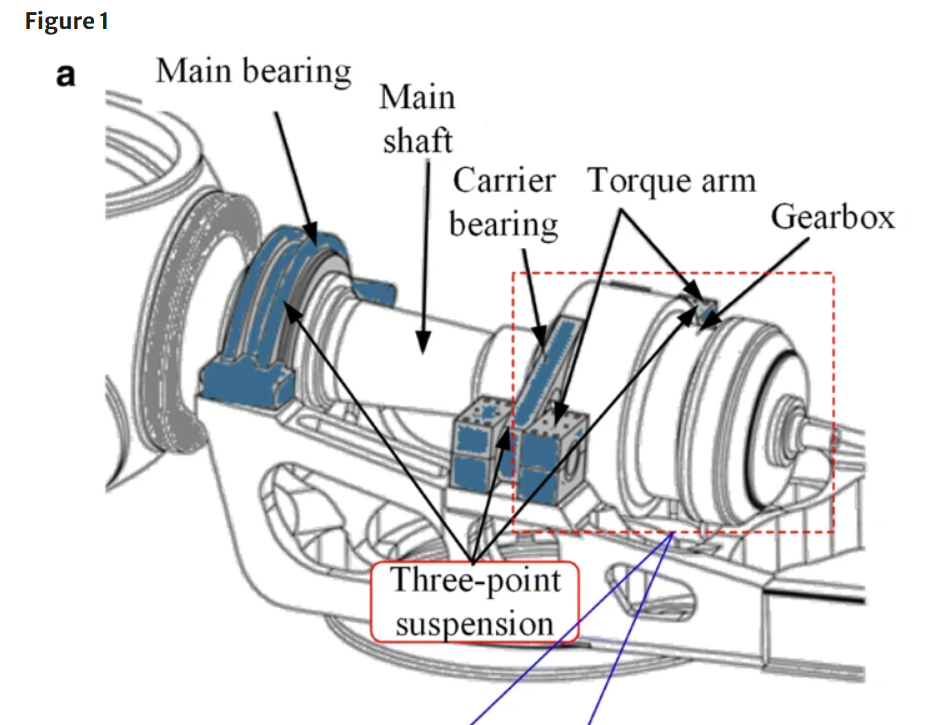 Figure 1
a
Main bearing
Main
shaft
Carrier
bearing
Torque arm
Gearbox
Three-point
suspension